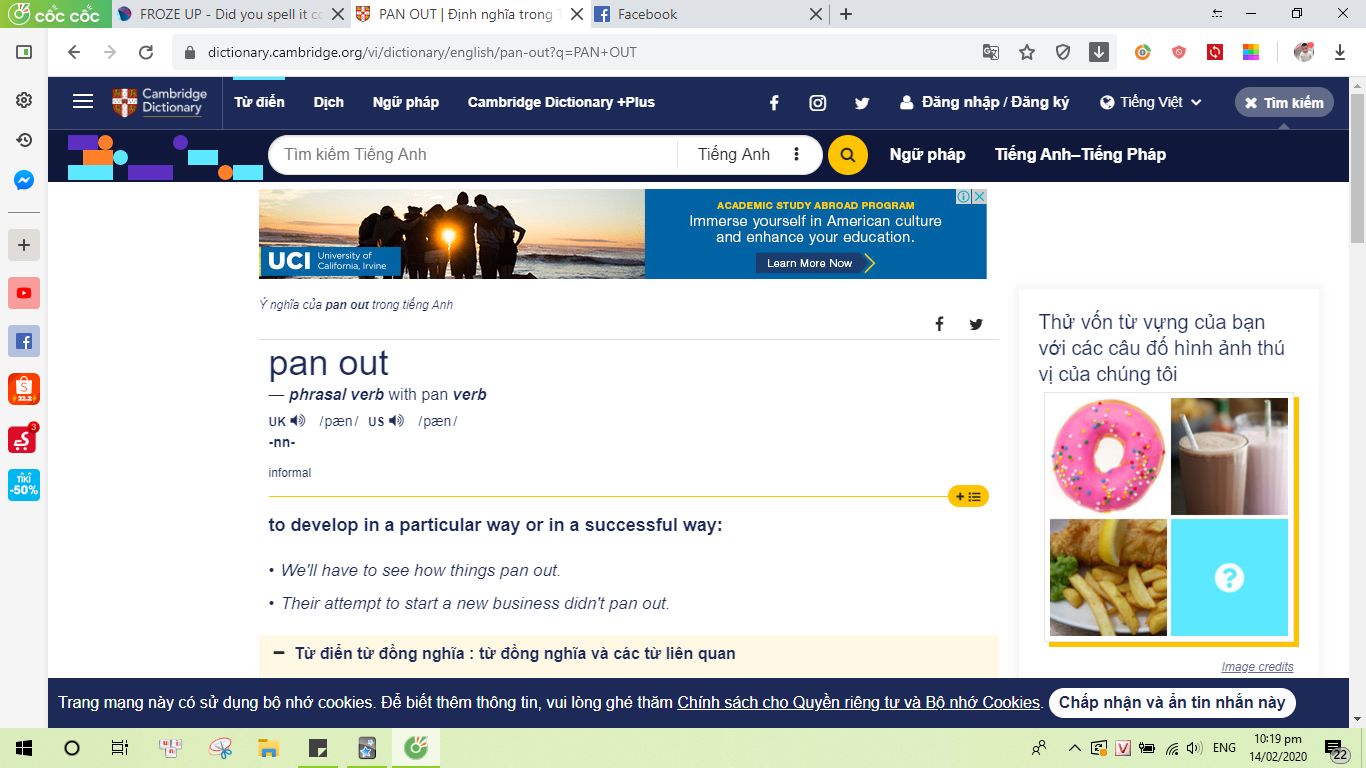 cốc cốc
FROZE UP - Did you spell it co
PAN OUT | Định nghĩa trong T
Facebook
dictionary.cambridge.org/vi/dictionary/english/pan-out?q=PAN+OUT
Cambridge
Dictionary
Từ điển
Dịch
Ngữ pháp
Cambridge Dictionary +Plus
Đăng nhập / Đăng ký
Tiếng Việt
Tìm kiếm
Tìm kiếm Tiếng Anh
Tiếng Anh
Ngữ pháp
Tiếng Anh–Tiếng Pháp
UCI University of
California, Irvine
ACADEMIC STUDY ABROAD PROGRAM
Immerse yourself in American culture
and enhance your education.
Learn More Now
Ý nghĩa của pan out trong tiếng Anh
pan out
— phrasal verb with pan verb
UK /pæn/ US /pæn/
-nn-
informal
to develop in a particular way or in a successful way:
• We'll have to see how things pan out.
• Their attempt to start a new business didn't pan out.
Từ điển từ đồng nghĩa : từ đồng nghĩa và các từ liên quan
Thử vốn từ vựng của bạn
với các câu đố hình ảnh thú
vị của chúng tôi
?
Image credits
22.2
3
TIKI
-50%
Trang mạng này có sử dụng bộ nhớ cookies. Để biết thêm thông tin, vui lòng ghé thăm Chính sách cho Quyền riêng tư và Bộ nhớ Cookies.
Chấp nhận và ẩn tin nhắn này
ENG
10:19 pm
14/02/2020
22